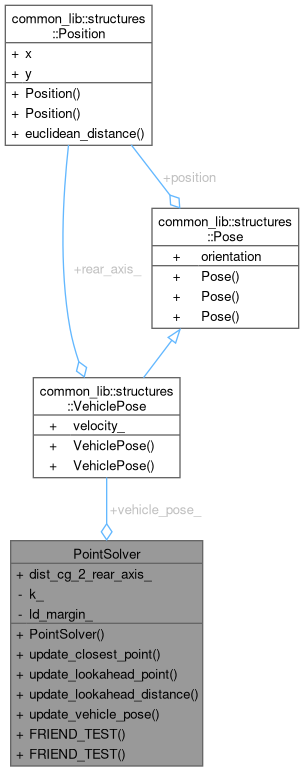 common_lib::structures
::Position
+ x
+ y
+ Position()
+ Position()
+ euclidean_distance()
+position
common_lib::structures
::Pose
+ orientation
+ Pose()
+ Pose()
+ Pose()
+rear_axis_
common_lib::structures
::VehiclePose
+ velocity_
+ VehiclePose()
+ VehiclePose()
+vehicle_pose_
PointSolver
+ dist_cg_2_rear_axis_
- k_
- ld_margin_
+ PointSolver()
+ update_closest_point()
+ update_lookahead_point()
+ update_lookahead_distance()
+ update_vehicle_pose()
+ FRIEND_TEST()
+ FRIEND_TEST()